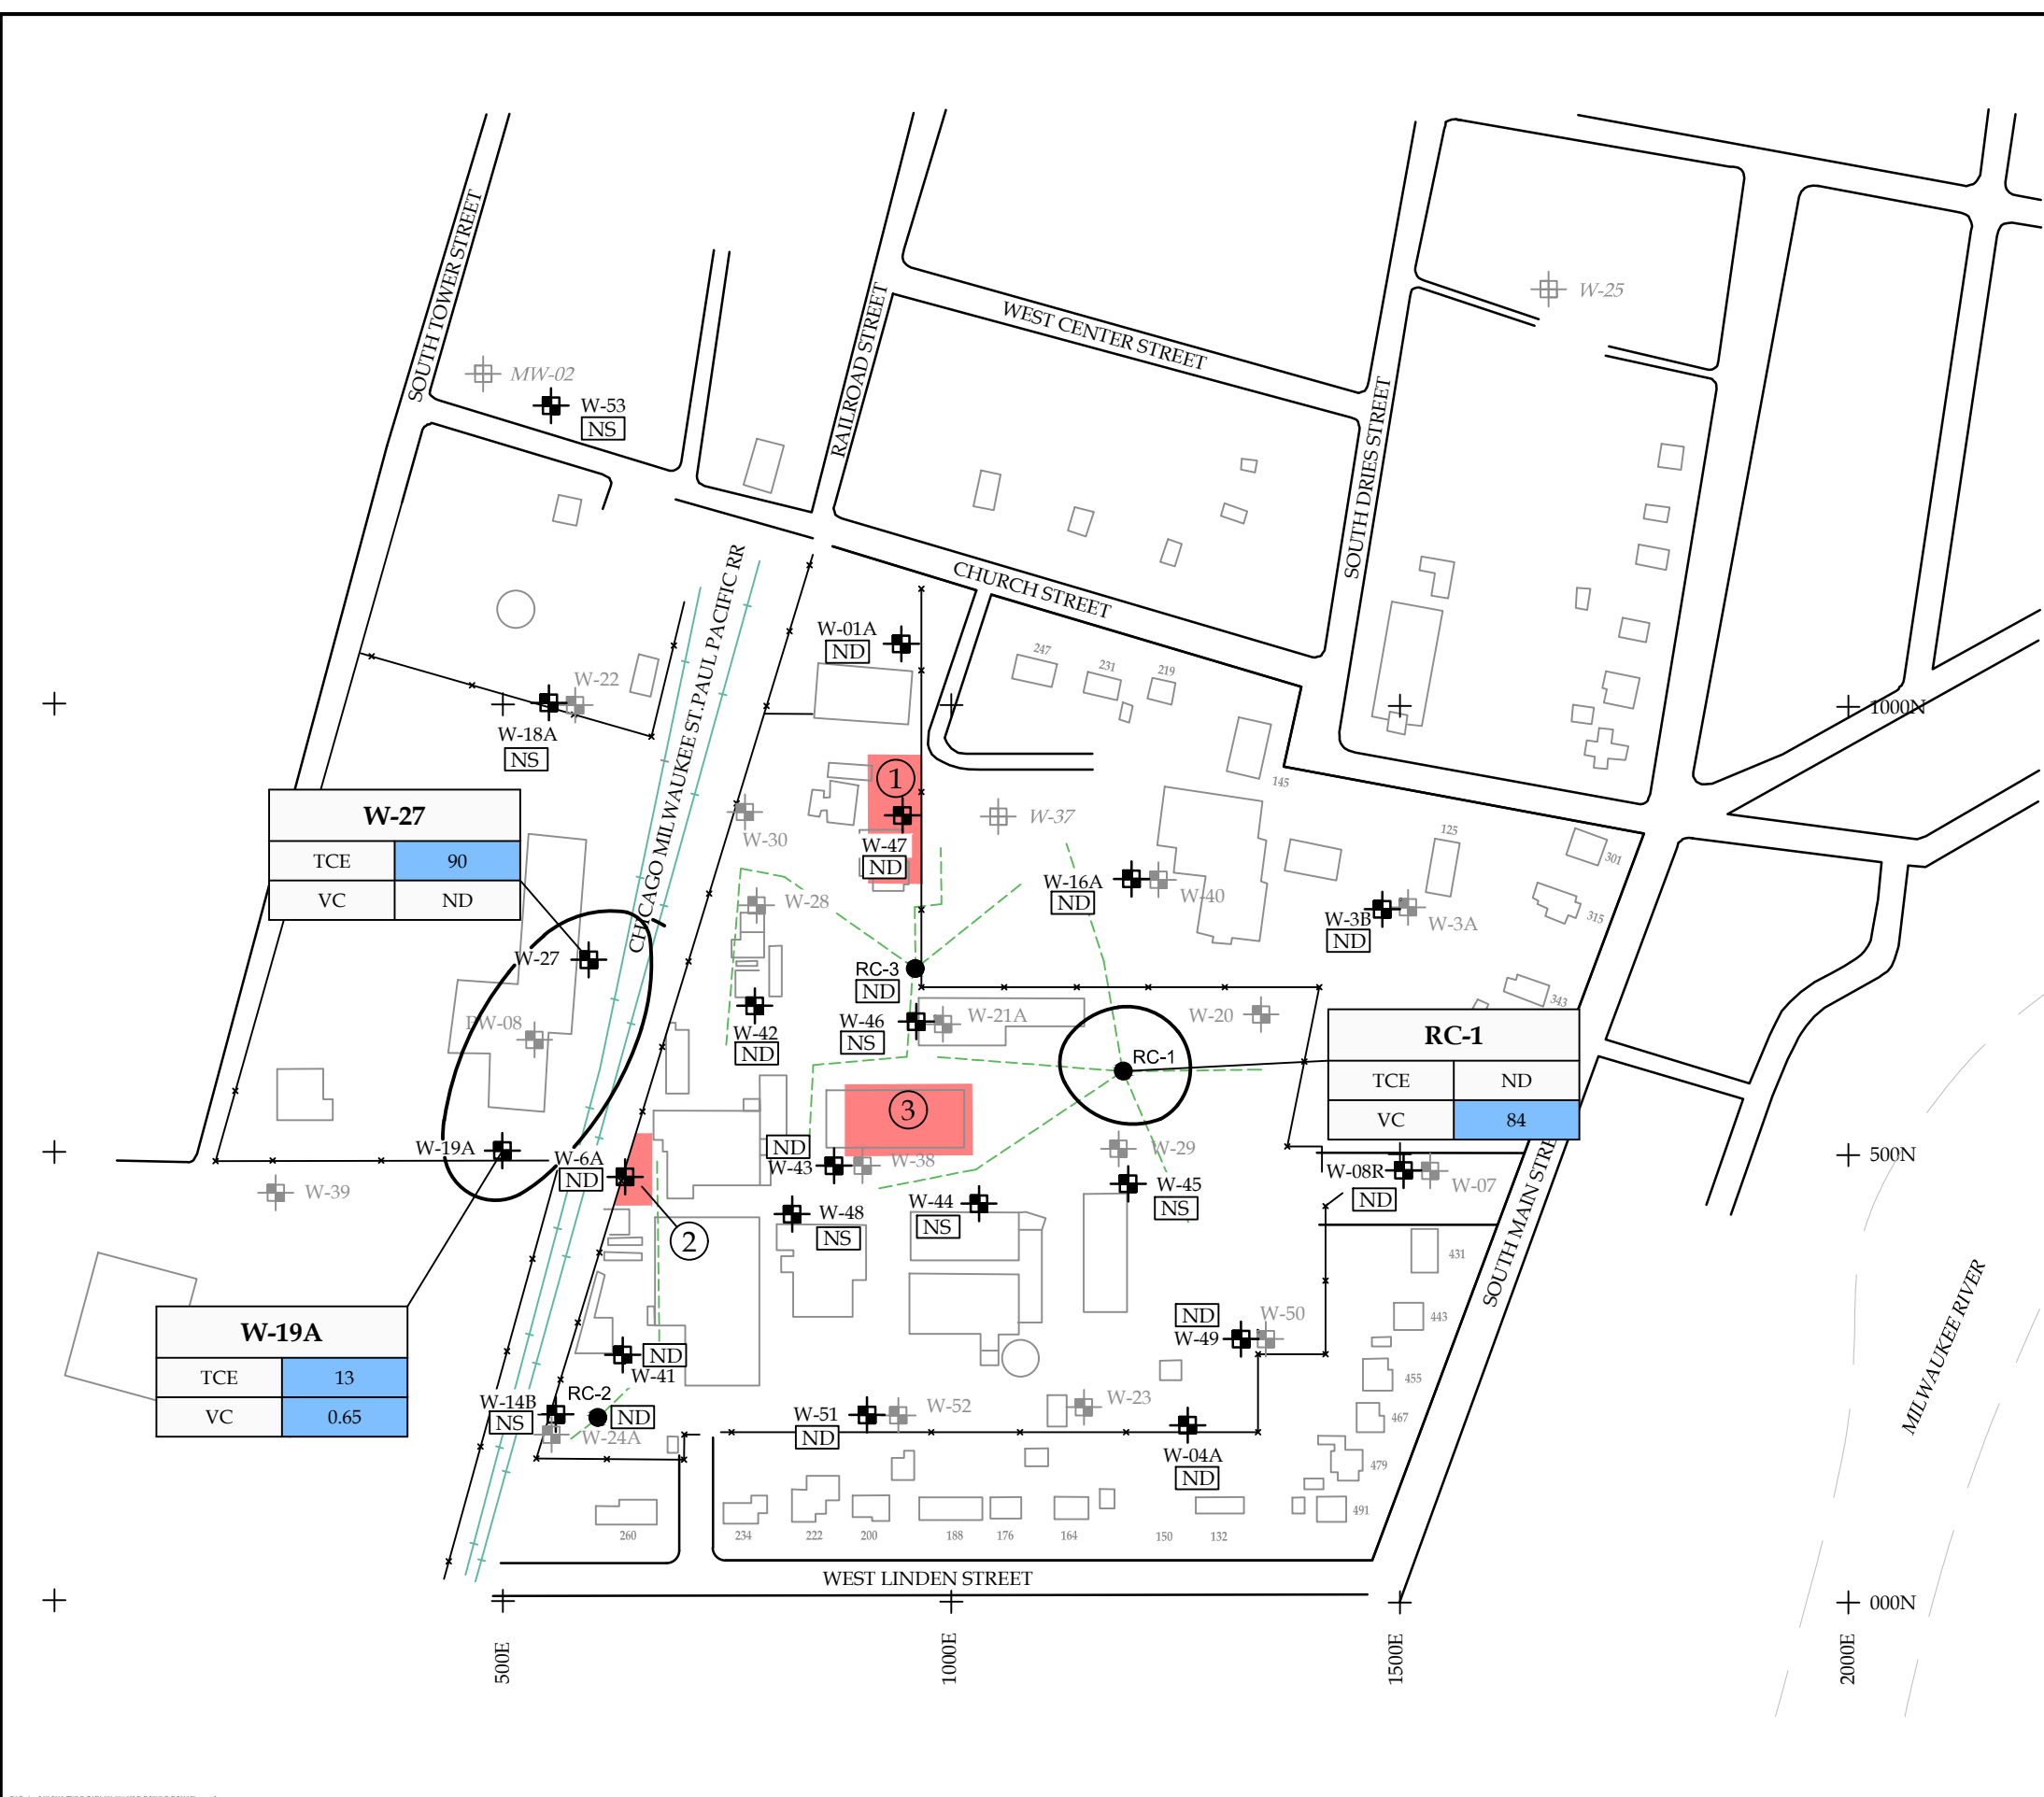 W-25
SOUTH TOWER STREET
RAILROAD STREET
WEST CENTER STREET
MW-02
W-53
NS
SOUTH DRIES STREET
CHURCH STREET
CHICAGO MILWAUKEE ST.PAUL PACIFIC RR
W-01A
ND
247
231
219
W-22
W-18A
NS
1000N
1
145
W-27
TCE 90
VC ND
W-30
W-37
W-47
ND
125
301
W-28
W-16A
ND
W-40
W-3B
ND
W-3A
315
W-27
RC-3
ND
343
PW-08
W-42
ND
W-46
NS
W-21A
W-20
RC-1
RC-1
TCE ND
VC 84
3
W-19A
W-6A
ND
ND
W-43
W-38
W-29
500N
W-39
W-08R
ND
W-07
W-45
NS
W-44
NS
W-48
NS
2
SOUTH MAIN STRE
431
MILWAUKEE RIVER
W-19A
TCE 13
VC 0.65
ND
W-49
W-50
443
ND
W-41
455
W-14B
NS
RC-2
ND
W-24A
W-51
ND
W-52
W-23
W-04A
ND
467
479
491
260
234
222
200
188
176
164
150
132
WEST LINDEN STREET
000N
500E
1000E
1500E
2000E